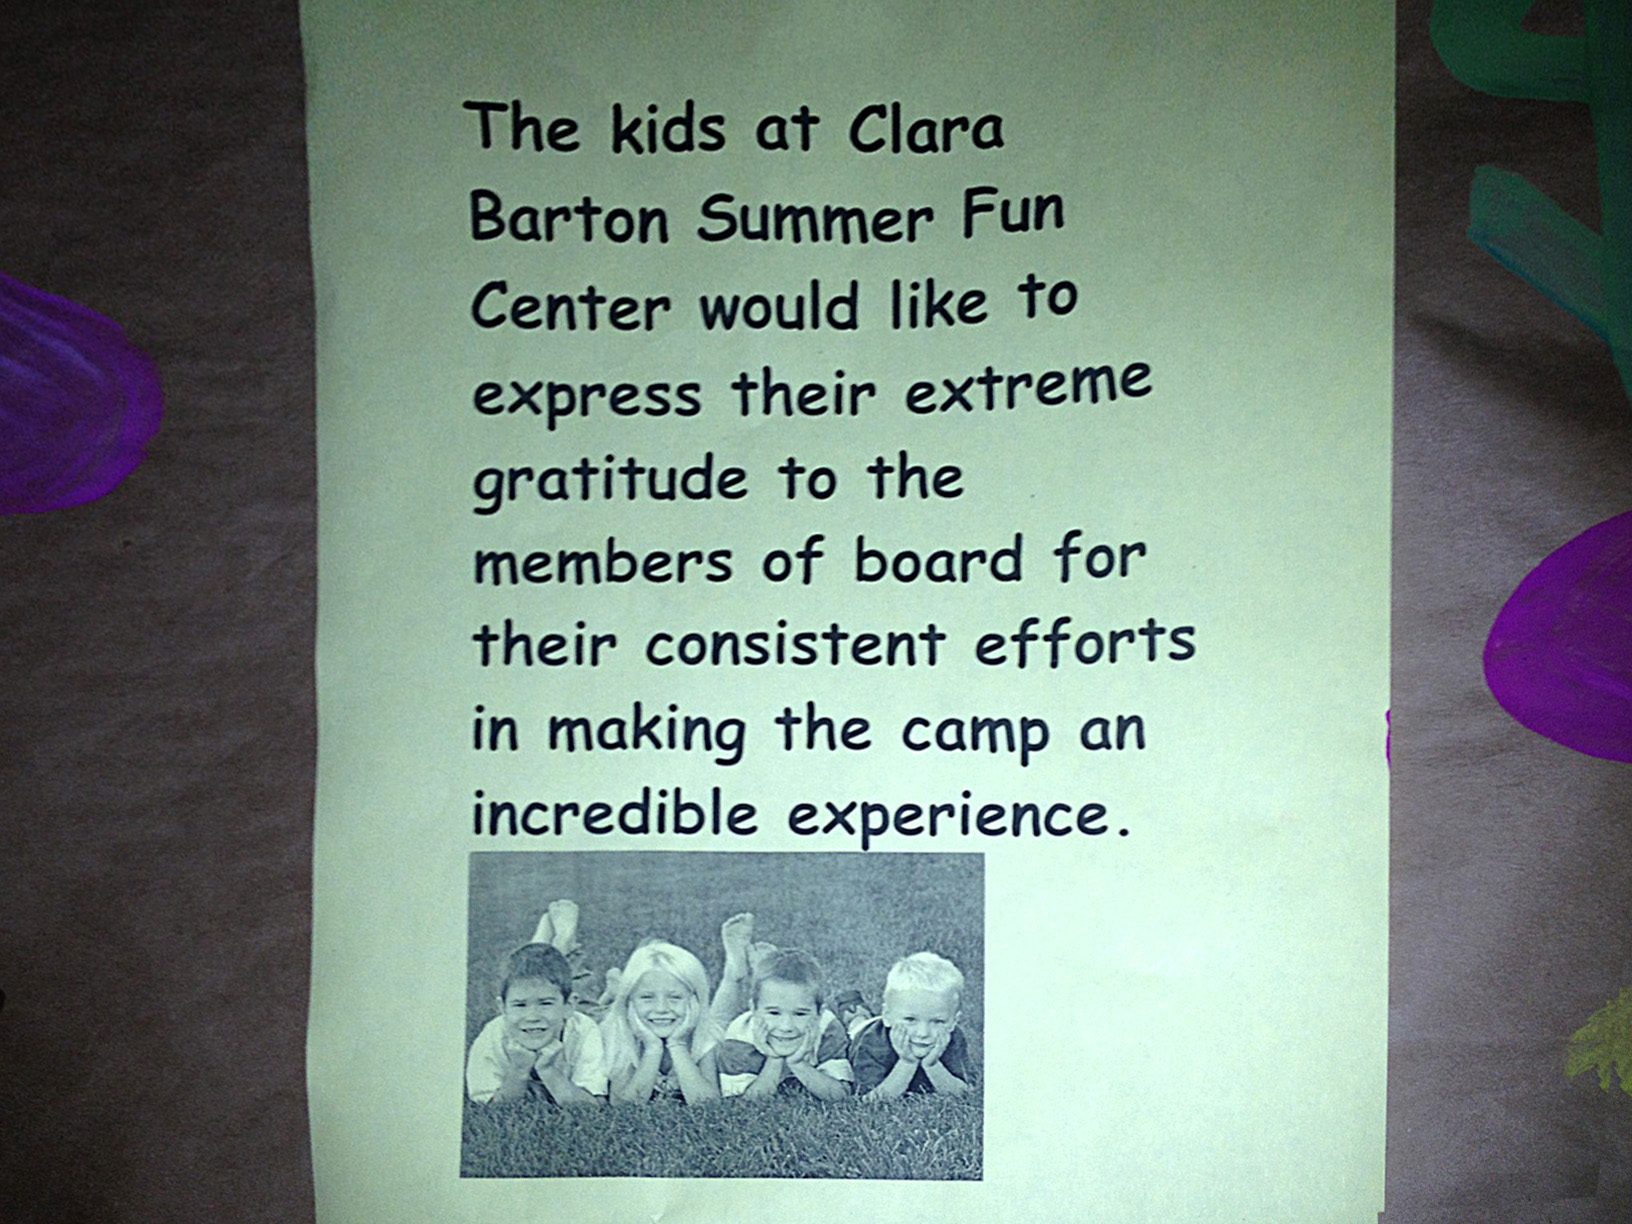 The kids at Clara
Barton Summer Fun
Center would like to
express their extreme
gratitude to the
members of board for
their consistent efforts
in making the camp an
incredible experience.